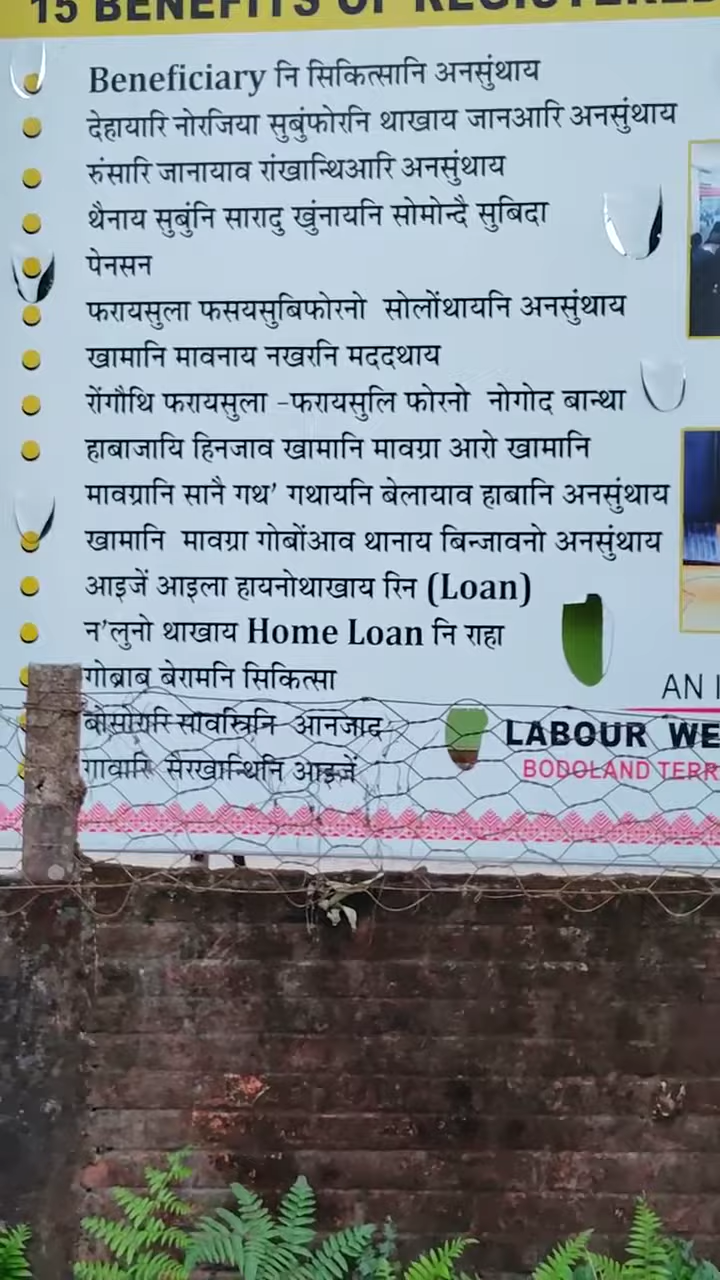 15 BENEFITS OF REGISTERED
Beneficiary नि सिकित्सानि अनसुंथाय
देहायारि नोरजिया सुबुंफोरनि थाखाय जानआरि अनसुंथाय
रुंसारि जानायाव रांखान्थिआरि अनसुंथाय
थैनाय सुबुंनि सारादु खुंनायनि सोमोन्दै सुबिदा
पेनसन
फरायसुला फसयसुबिफोरनो सोलोंथायनि अनसुंथाय
खामानि मावनाय नखरनि मददथाय
रोंगौथि फरायसुला -फरायसुलि फोरनो नोगोद बान्था
हाबाजायि हिनजाव खामानि मावग्रा आरो खामानि
मावग्रानि सानै गथ' गथायनि बेलायाव हाबानि अनसुंथाय
खामानि मावग्रा गोबोंआव थानाय बिन्जावनो अनसुंथाय
आइजें आइला हायनोथाखाय रिन (Loan)
न'लुनो थाखाय Home Loan नि राहा
गोब्राब बेरामनि सिकित्सा
AN
बोसोरारि सावस्त्रिनि आनजाद
LABOUR WE
गावारि सैरखान्थिनि आइजें
BODOLAND TERR